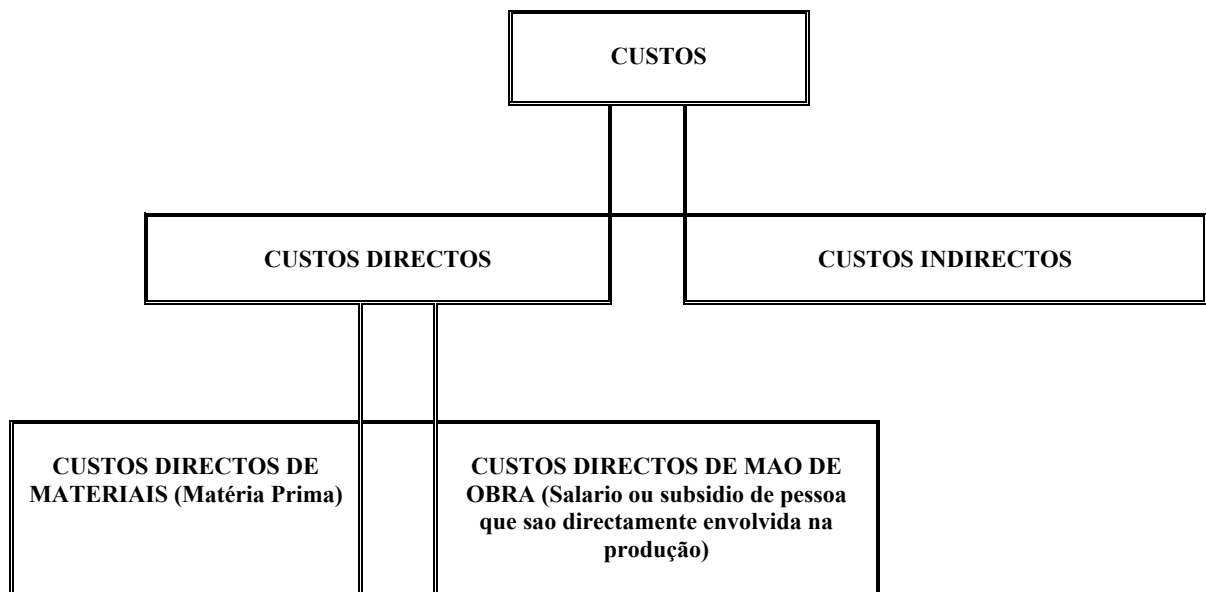 CUSTOS
CUSTOS DIRECTOS
CUSTOS INDIRECTOS
CUSTOS DIRECTOS DE
MATERIAIS (Matéria Prima)
CUSTOS DIRECTOS DE MAO DE
OBRA (Salario ou subsidio de pessoa
que sao directamente envolvida na
produção)